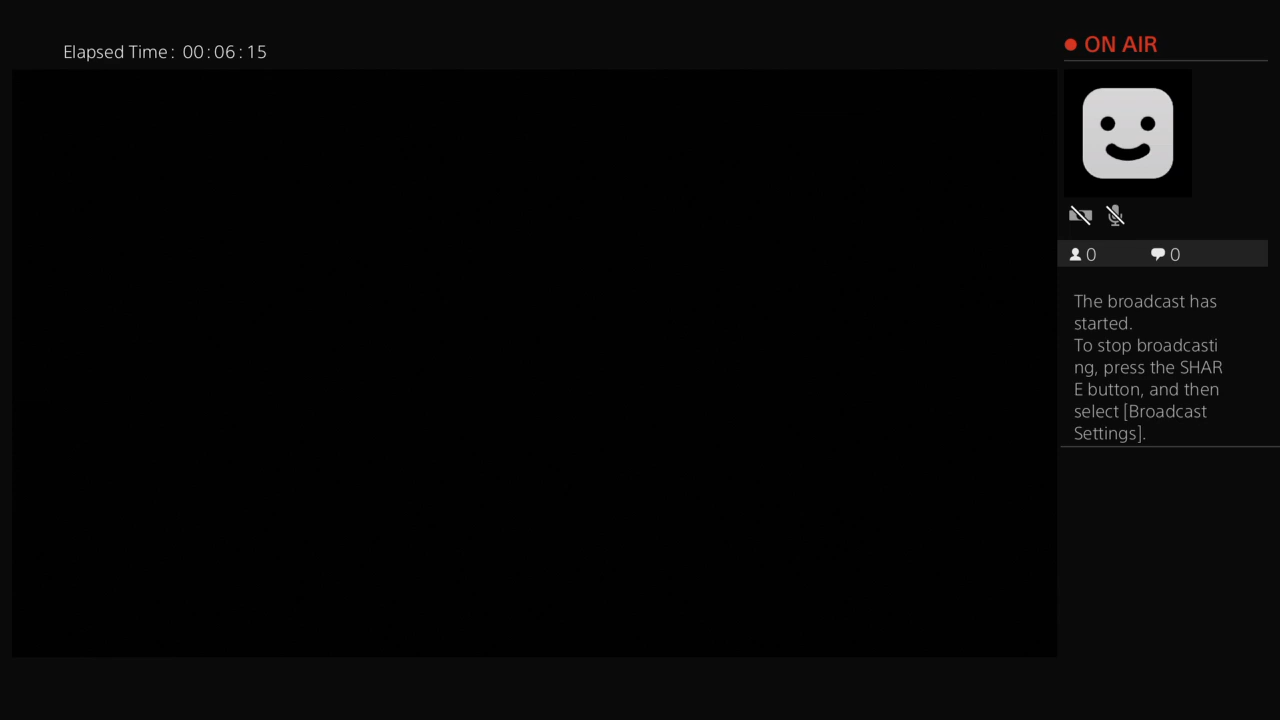 Elapsed Time: 00:06:15
ON AIR
0
0
The broadcast has
started.
To stop broadcasti
ng, press the SHAR
E button, and then
select [Broadcast
Settings].